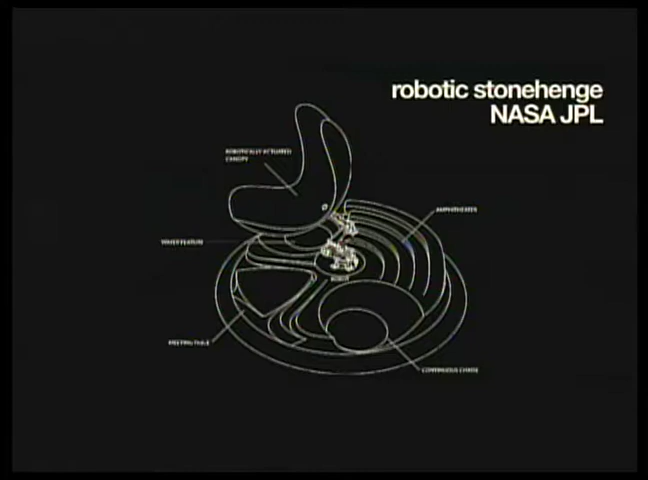 robotic stonehenge
NASA JPL
ROBOTICALLY ACTUATED
CANOPY
AMPHITHEATER
WATER FEATURE
ROBOT
MEETING TABLE
CONTINUOUS CHAISE